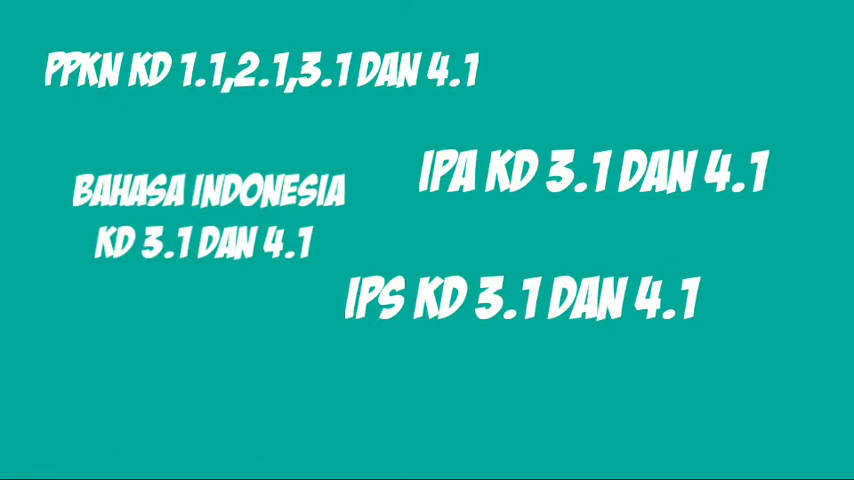 PPKN KD 1.1,2.1,3.1 DAN 4.1
IPA KD 3.1 DAN 4.1
BAHASA INDONESIA
KD 3.1 DAN 4.1
IPS KD 3.1 DAN 4.1